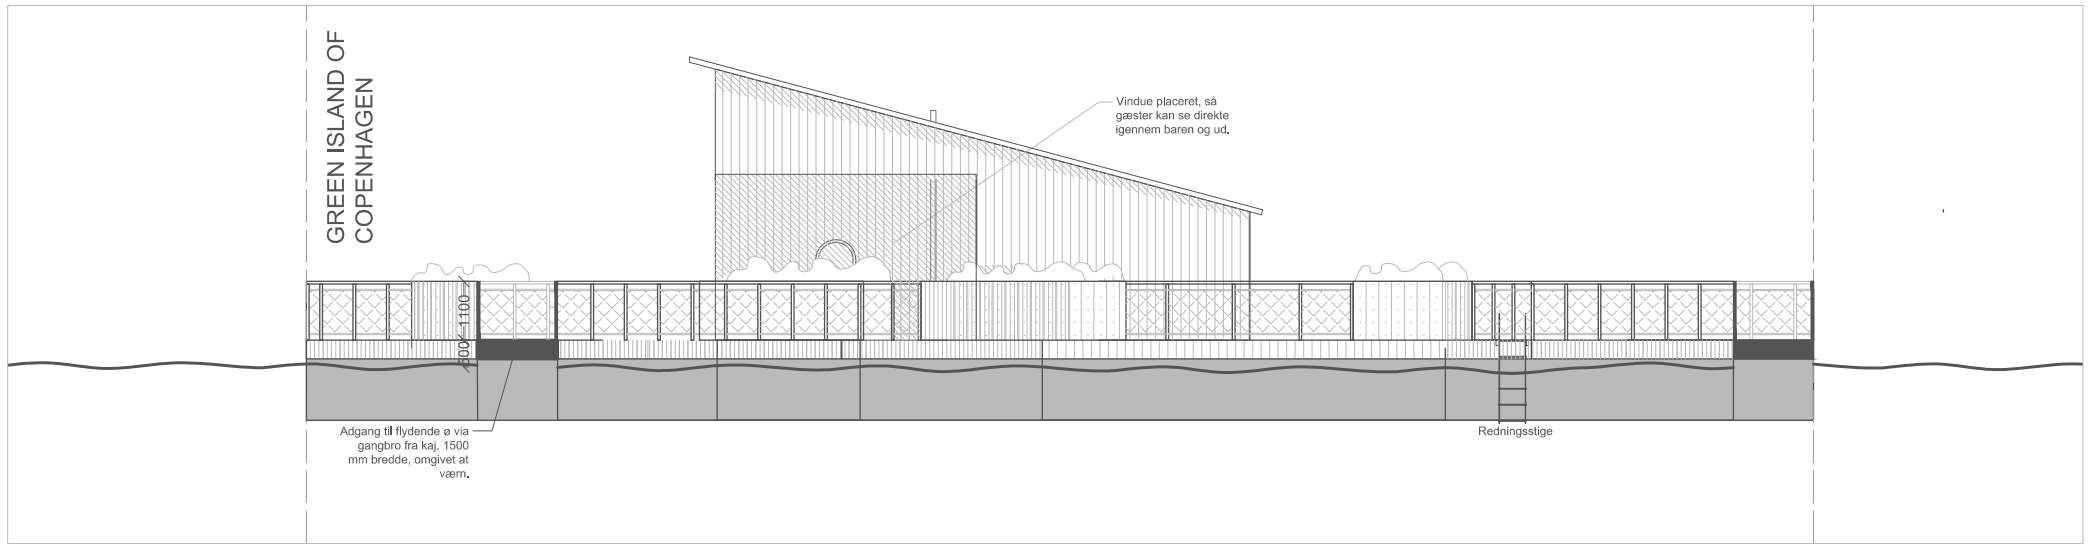 GREEN ISLAND OF
COPENHAGEN
Vindue placeret, så
gæster kan se direkte
igennem baren og ud.
1100
500
Adgang til flydende ø via
gangbro fra kaj, 1500
mm bredde, omgivet at
værn.
Redningsstige